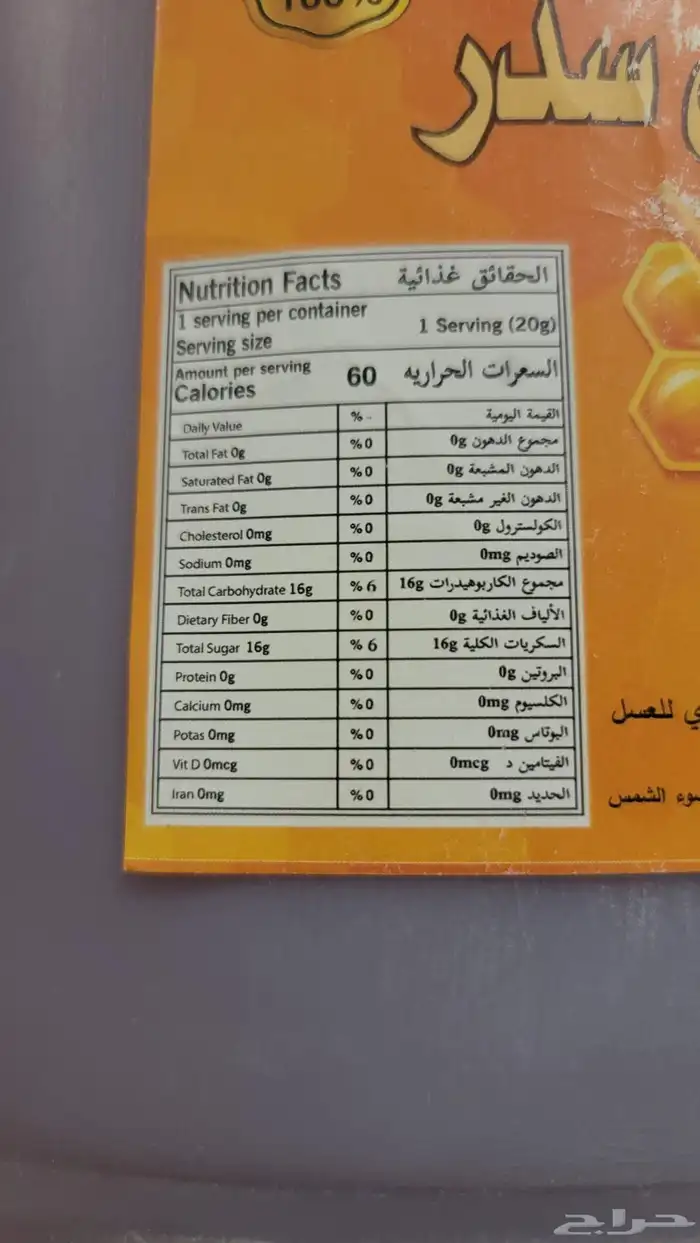 100%
سدر
Nutrition Facts الحقائق غذائية
1 serving per container
Serving size 1 Serving (20g)
Amount per serving
Calories 60 السعرات الحراريه
Daily Value % - القيمة اليومية
Total Fat 0g % 0 مجموع الدهون 0g
Saturated Fat 0g % 0 الدهون المشبعة 0g
Trans Fat 0g % 0 الدهون الغير مشبعة 0g
Cholesterol 0mg % 0 الكولسترول 0g
Sodium 0mg % 0 الصوديم 0mg
Total Carbohydrate 16g % 6 مجموع الكاربوهيدرات 16g
Dietary Fiber 0g % 0 الألياف الغذائية 0g
Total Sugar 16g % 6 السكريات الكلية 16g
Protein 0g % 0 البروتين 0g
Calcium 0mg % 0 الكلسيوم 0mg
Potas 0mg % 0 البوتاس 0mg
Vit D 0mcg % 0 الفيتامين د 0mcg
Iran 0mg % 0 الحديد 0mg
للعسل
الشمس
حراج